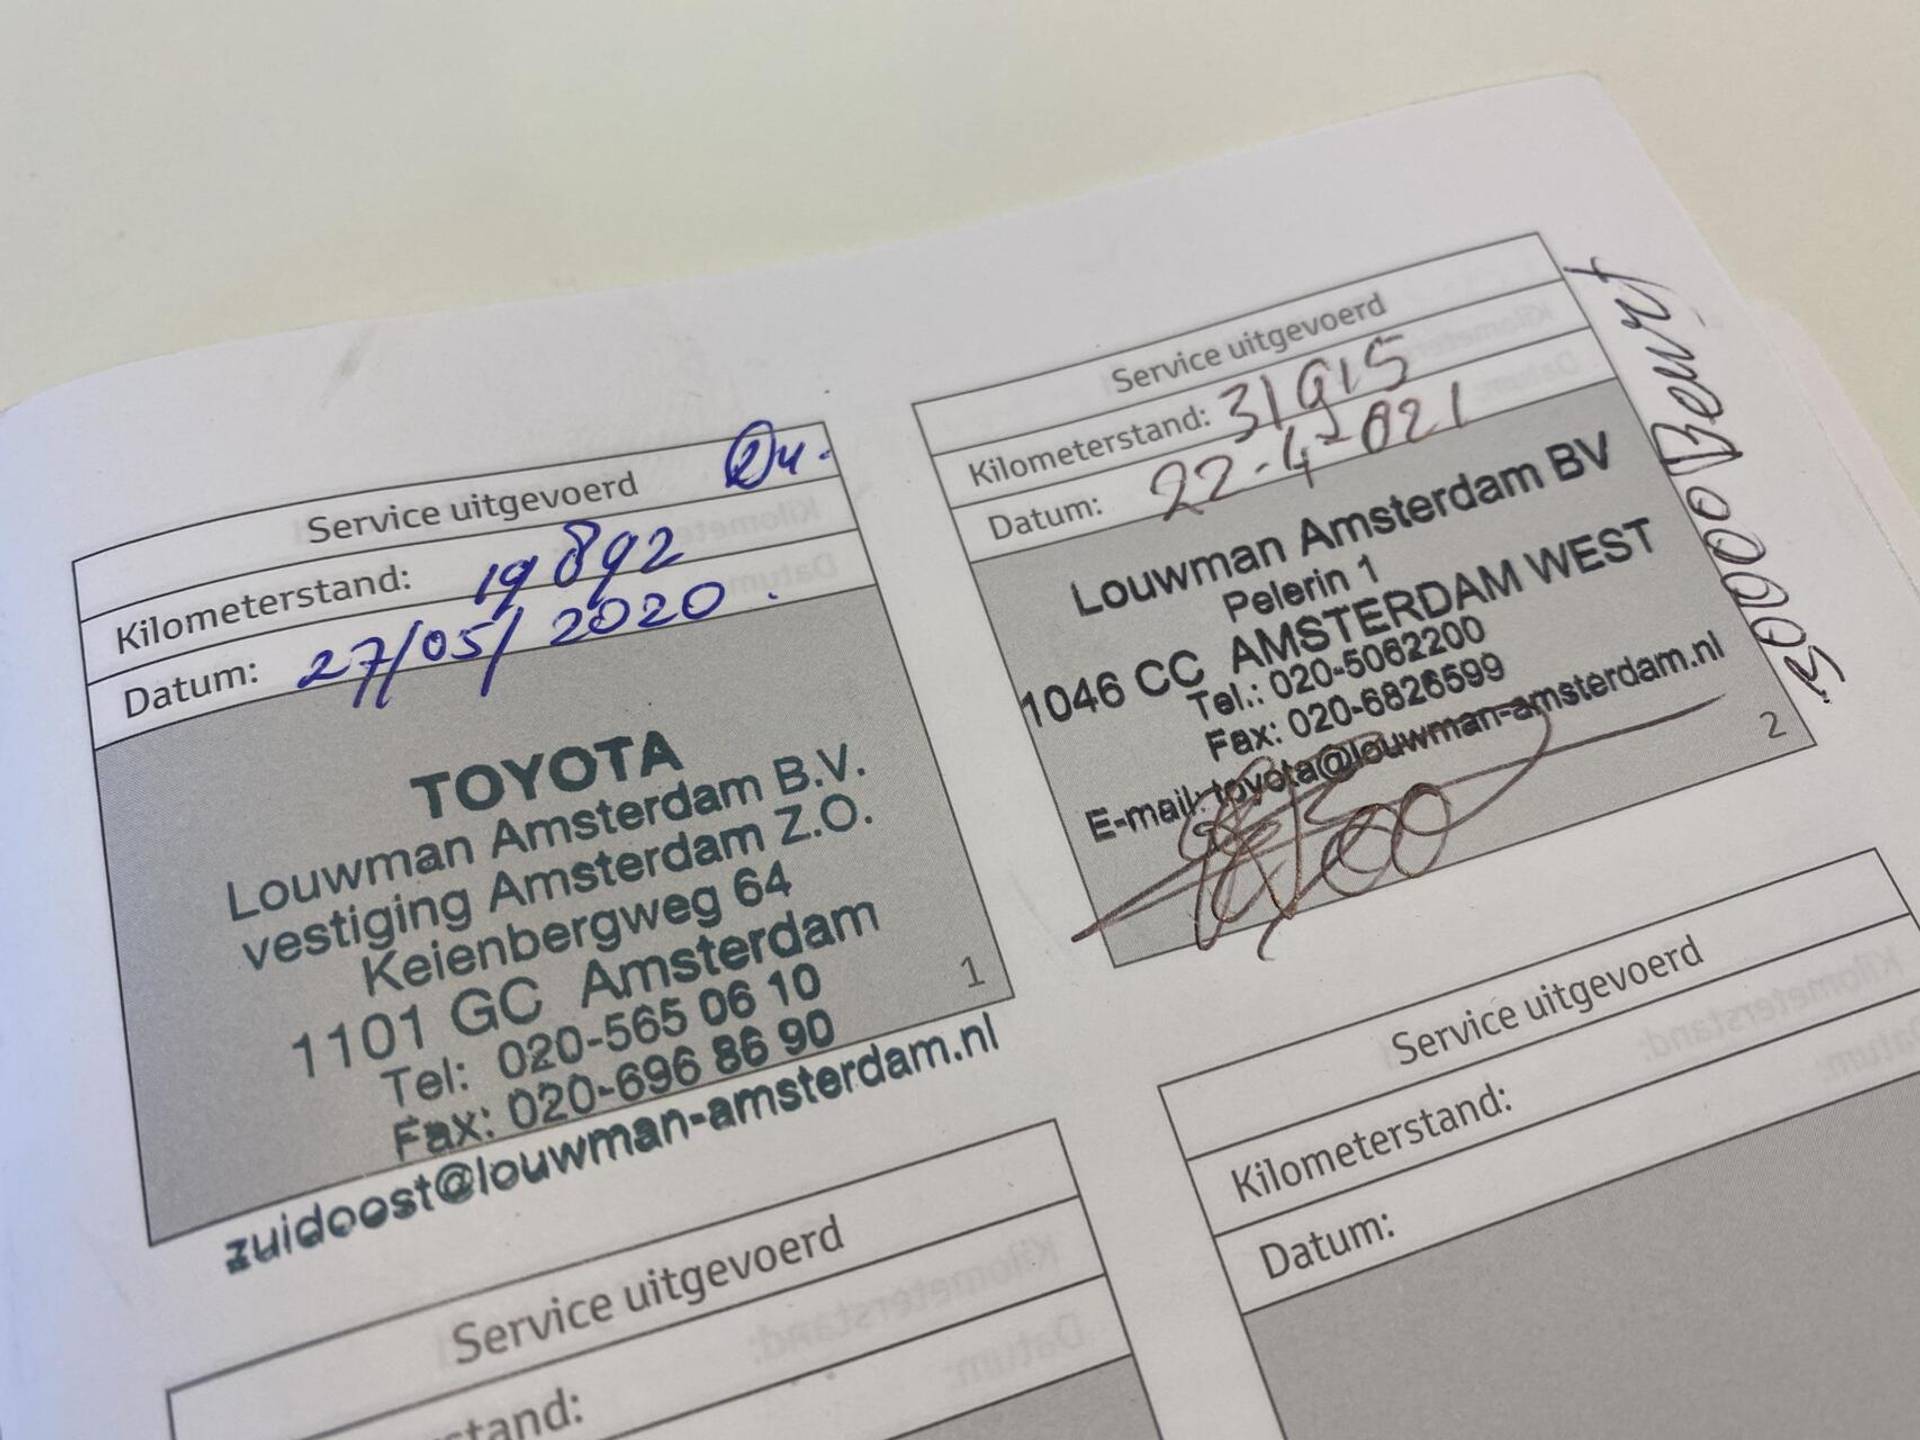 Service uitgevoerd
Kilometerstand: 19892
Datum: 27/05/2020.
TOYOTA
Louwman Amsterdam B.V.
vestiging Amsterdam Z.O.
Keienbergweg 64
1101 GC Amsterdam
Tel: 020-565 06 10
Fax: 020-696 86 90
zuidoost@louwman-amsterdam.nl
1
Service uitgevoerd
Kilometerstand: 31915
Datum: 22-4-2021
Louwman Amsterdam BV
Pelerin 1
1046 CC AMSTERDAM WEST
Tel.: 020-5062200
Fax: 020-6826599
E-mail: toyota@louwman-amsterdam.nl
2
30000 Beurt
Service uitgevoerd
stand:
Service uitgevoerd
Kilometerstand:
Datum: